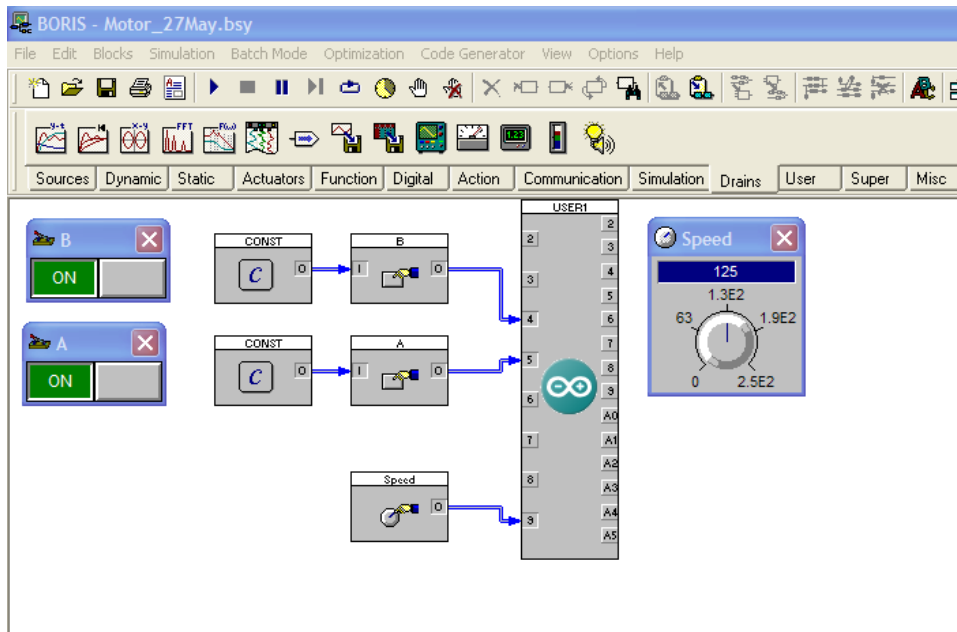 BORIS - Motor_27May.bsy
File Edit Blocks Simulation Batch Mode Optimization Code Generator View Options Help
y-t x-y FFT F(ω)
1.23
Sources Dynamic Static Actuators Function Digital Action Communication Simulation Drains User Super Misc
B
ON
A
ON
CONST
C
O
B
I O
CONST
C
O
A
I O
Speed
O
USER1
2
3
4
5
6
7
8
9
2
3
4
5
6
7
8
9
A0
A1
A2
A3
A4
A5
Speed
125
1.3E2
63 1.9E2
0 2.5E2